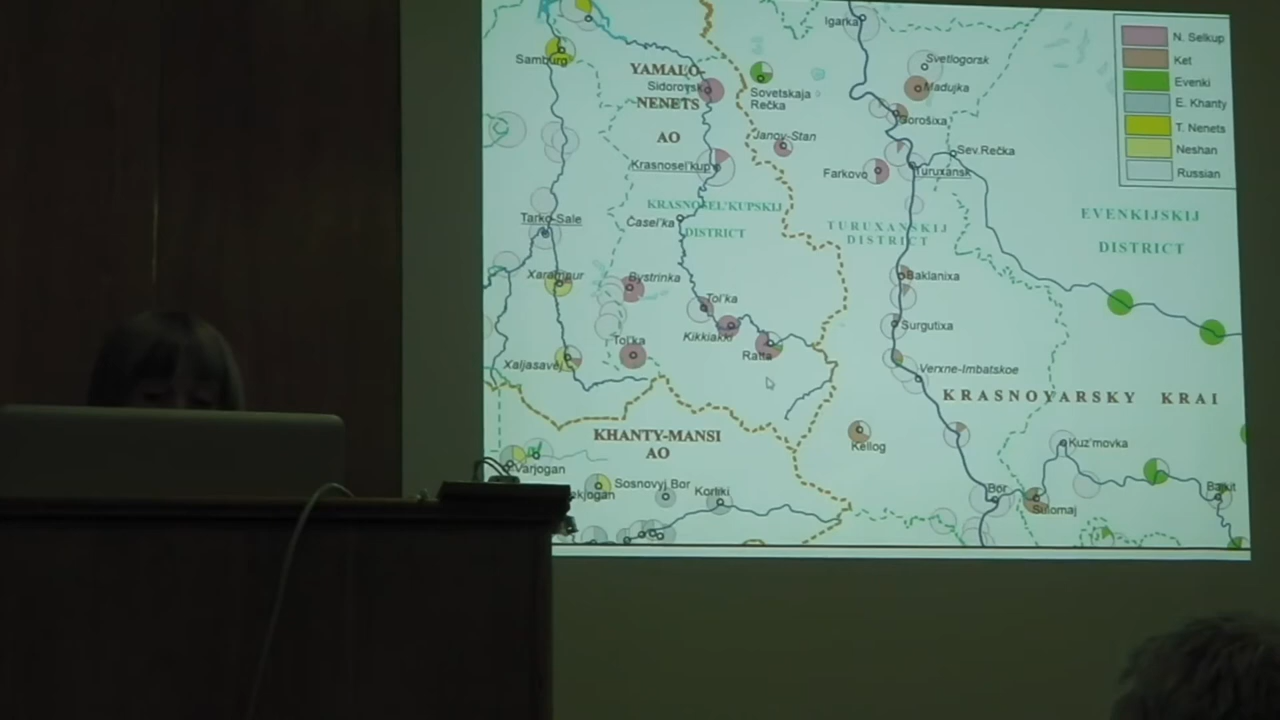 Igarka
N. Selkup
Ket
Evenki
E. Khanty
T. Nenets
Neshan
Russian
Samburg
YAMALO-
NENETS
AO
Sidorovsk
Sovetskaja
Rečka
Svetlogorsk
Madujka
Gorošixa
Janov-Stan
Sev.Rečka
Krasnosel'kup
Farkovo
Turuxansk
KRASNOSEL'KUPSKIJ
DISTRICT
Tarko-Sale
Časel'ka
TURUXANSKIJ
DISTRICT
EVENKIJSKIJ
DISTRICT
Xarampur
Bystrinka
Baklanixa
Tol'ka
Kikkiakki
Surgutixa
Tol'ka
Ratta
Xaljasavej
Verxne-Imbatskoe
KRASNOYARSKY KRAI
KHANTY-MANSI
AO
Kellog
Kuz'movka
Varjogan
Sosnovyj Bor
Korliki
Bor
Sulomaj
Bajkit